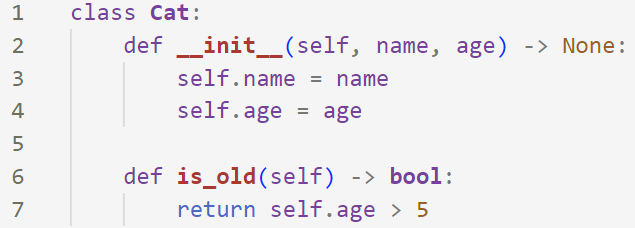 1 class Cat:
2     def __init__(self, name, age) -> None:
3         self.name = name
4         self.age = age
5
6     def is_old(self) -> bool:
7         return self.age > 5